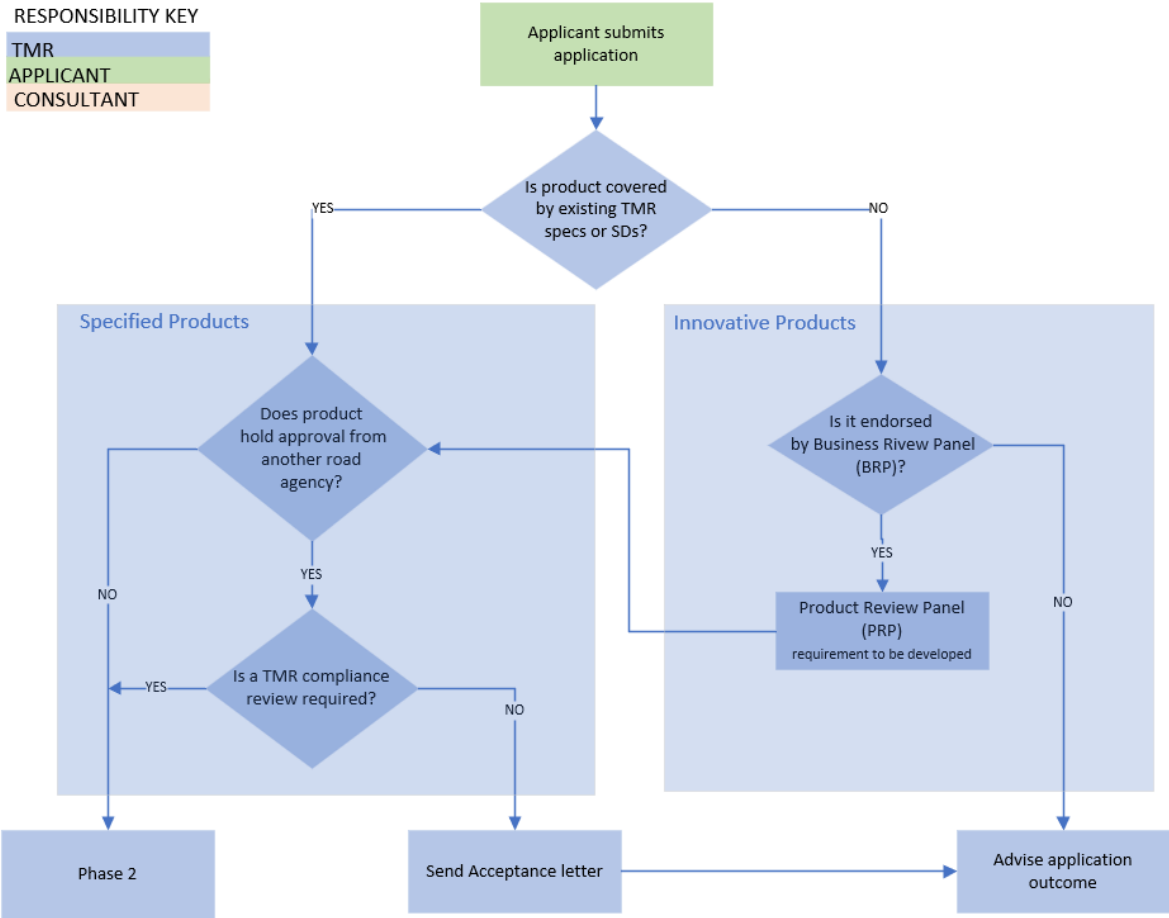 RESPONSIBILITY KEY
TMR
APPLICANT
CONSULTANT
Applicant submits
application
Is product covered
by existing TMR
specs or SDs?
YES
NO
Specified Products
Does product
hold approval from
another road
agency?
YES
NO
Is a TMR compliance
review required?
YES
NO
Innovative Products
Is it endorsed
by Business Rivew Panel
(BRP)?
YES
NO
Product Review Panel
(PRP)
requirement to be developed
Phase 2
Send Acceptance letter
Advise application
outcome